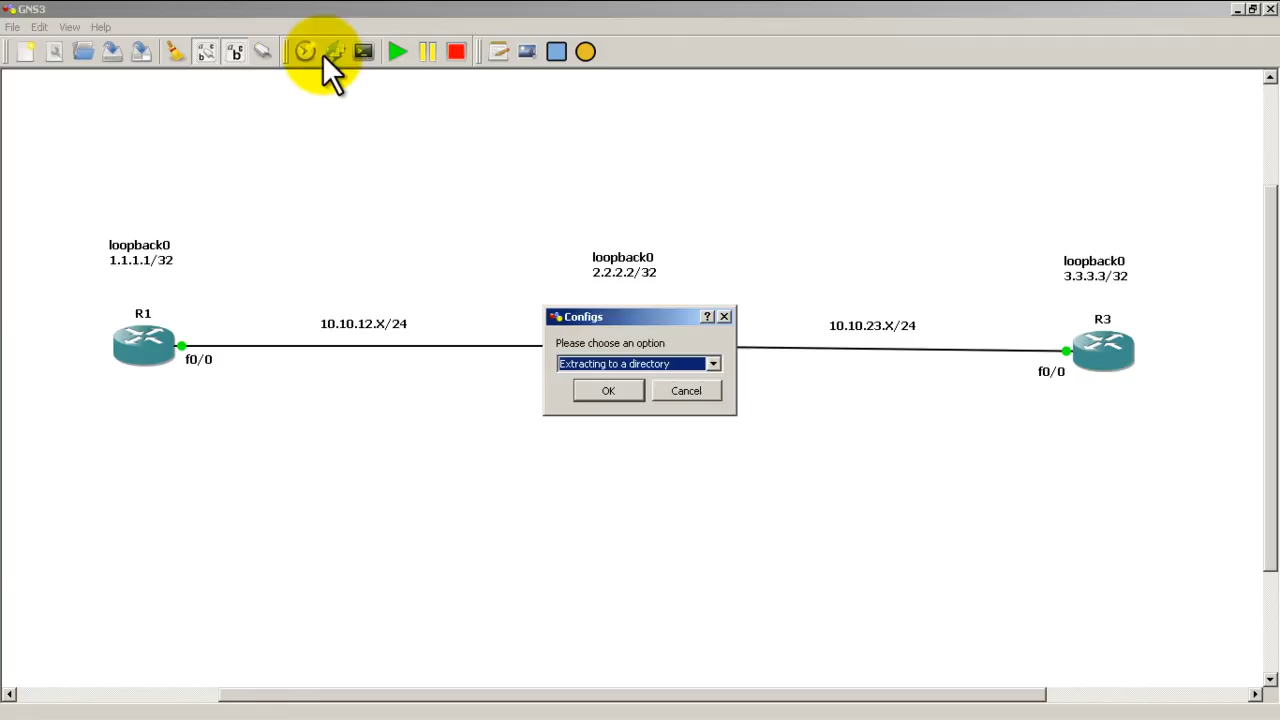 GNS3
File Edit View Help
loopback0
1.1.1.1/32
loopback0
2.2.2.2/32
loopback0
3.3.3.3/32
R1
10.10.12.X/24
f0/0
Configs
Please choose an option
Extracting to a directory
OK Cancel
10.10.23.X/24
R3
f0/0